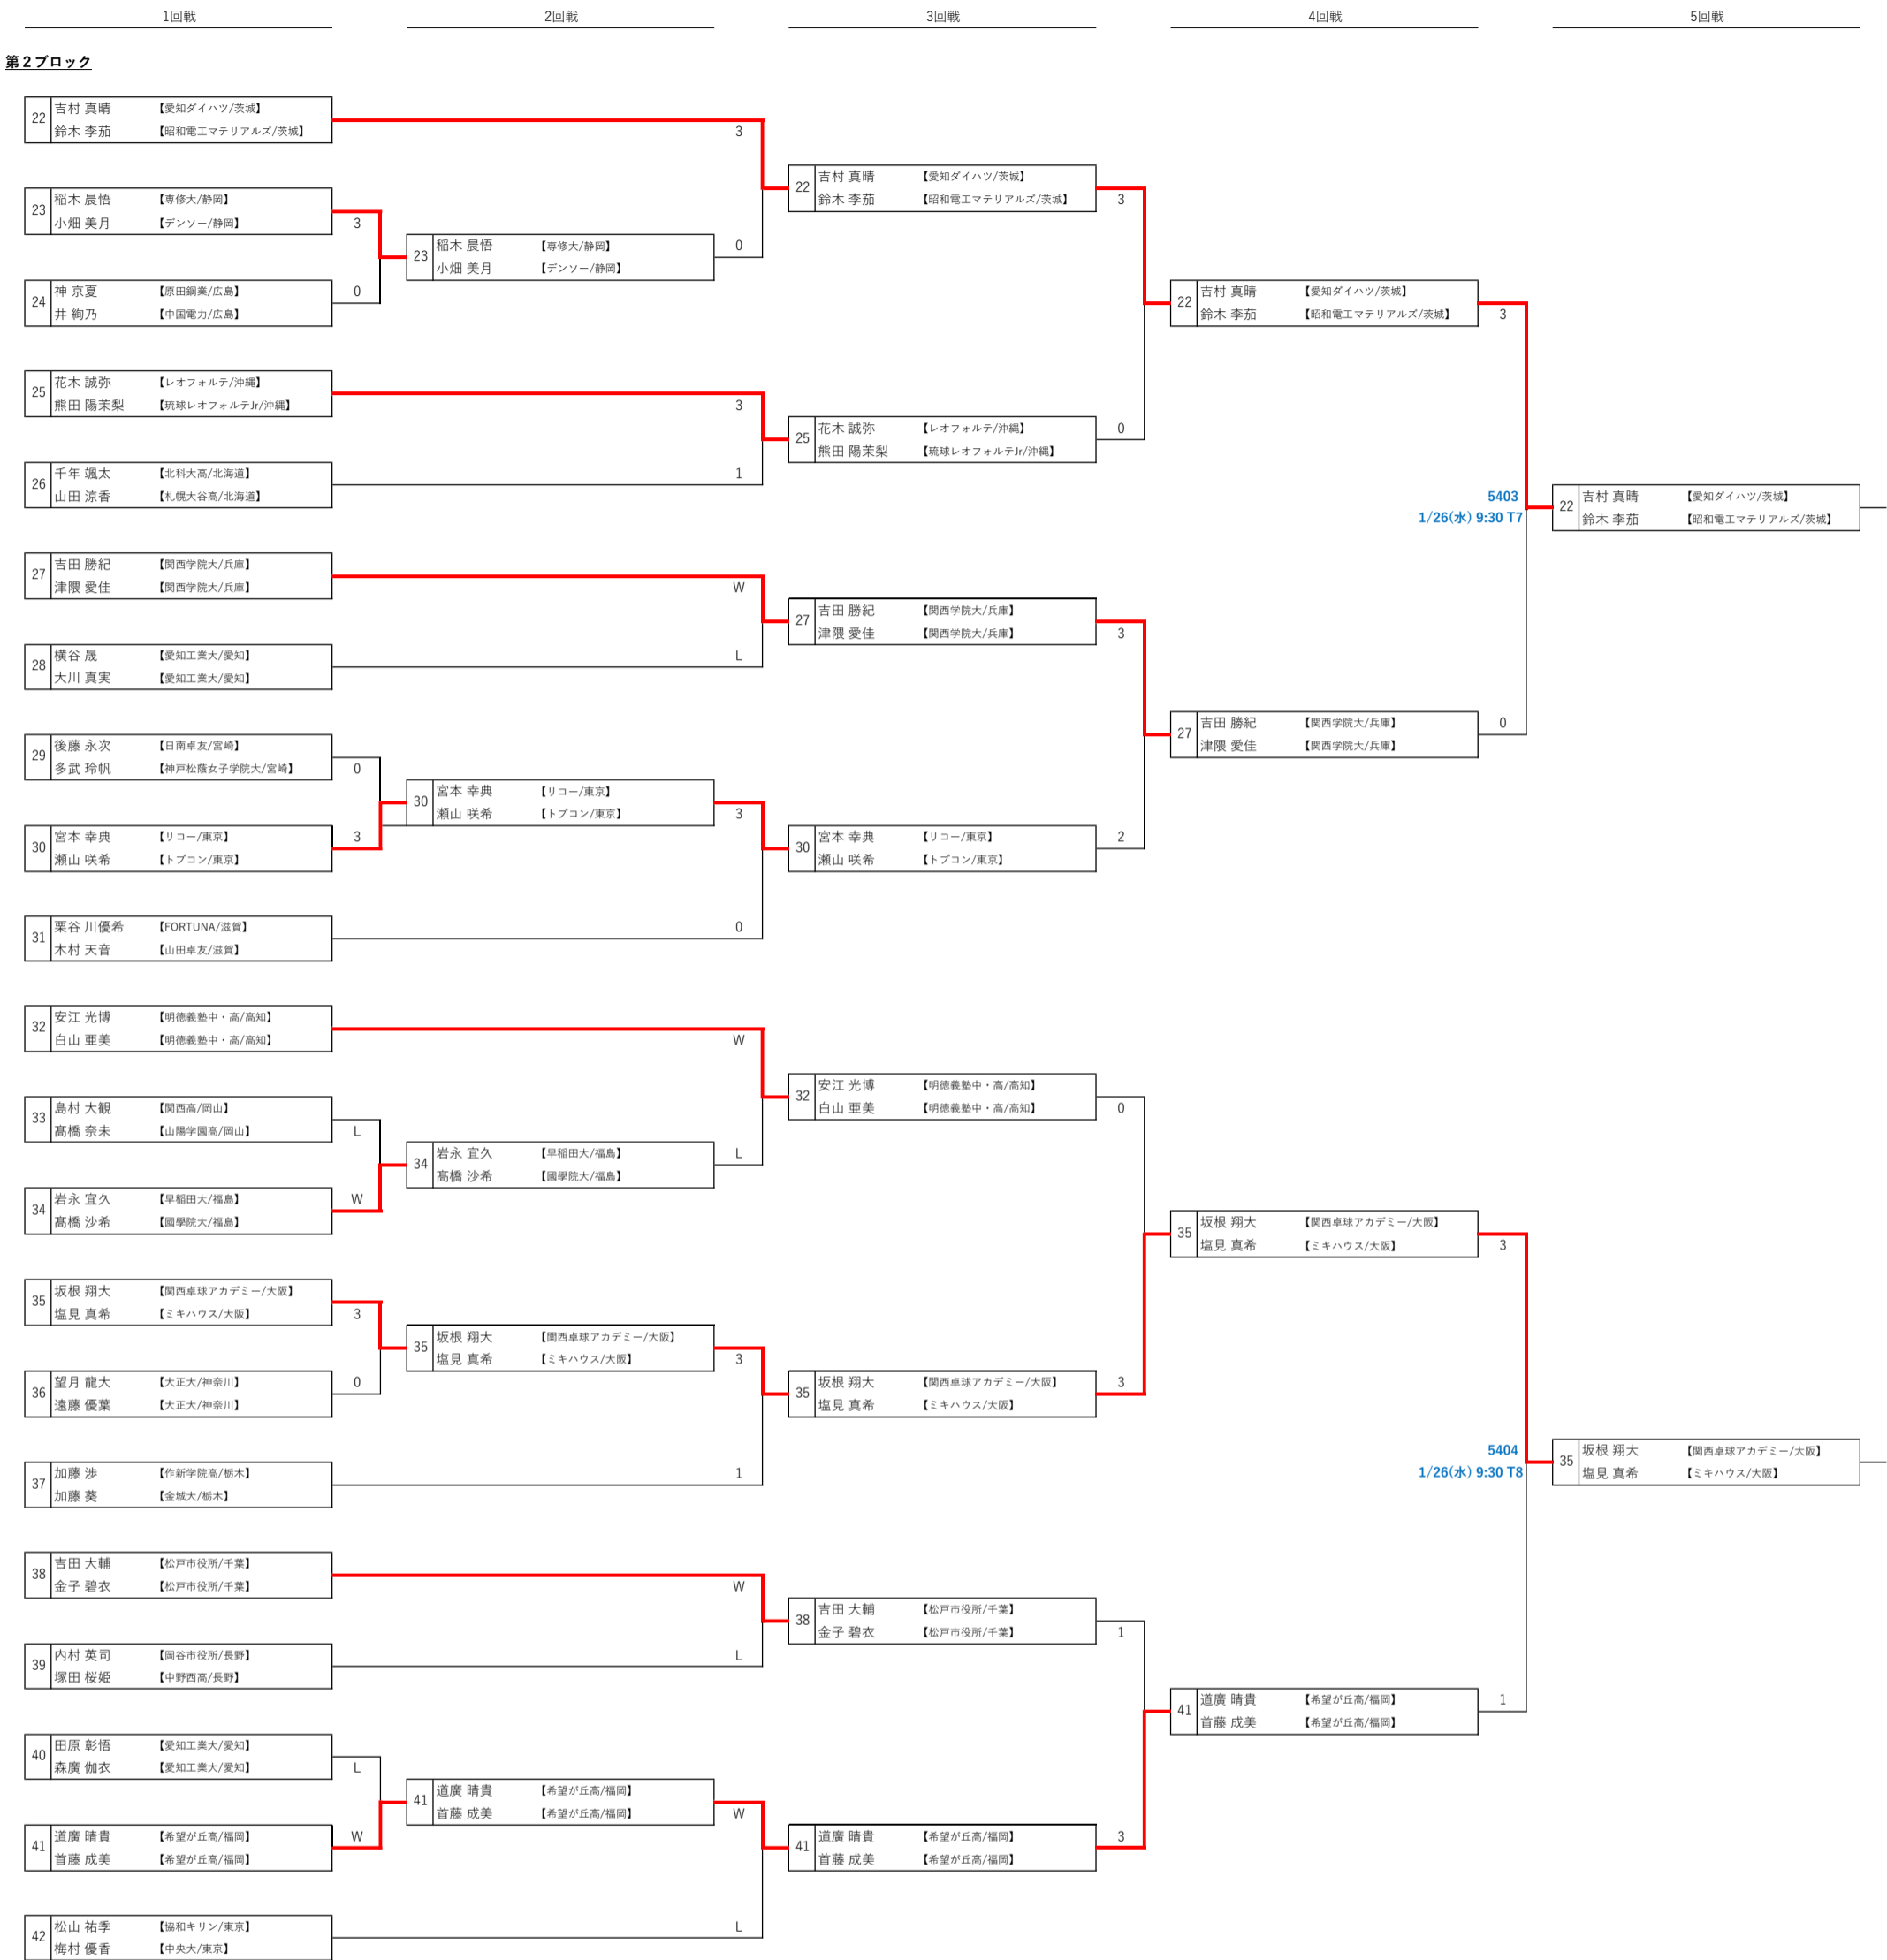 1回戦 2回戦 3回戦 4回戦 5回戦
第２ブロック
22 吉村 真晴 【愛知ダイハツ/茨城】
鈴木 李茄 【昭和電工マテリアルズ/茨城】
3
23 稲木 晨悟 【専修大/静岡】
小畑 美月 【デンソー/静岡】
3
24 神 京夏 【原田鋼業/広島】
井 絢乃 【中国電力/広島】
0
25 花木 誠弥 【レオフォルテ/沖縄】
熊田 陽茉梨 【琉球レオフォルテJr/沖縄】
3
26 千年 颯太 【北科大高/北海道】
山田 涼香 【札幌大谷高/北海道】
1
27 吉田 勝紀 【関西学院大/兵庫】
津隈 愛佳 【関西学院大/兵庫】
W
28 横谷 晟 【愛知工業大/愛知】
大川 真実 【愛知工業大/愛知】
L
29 後藤 永次 【日南卓友/宮崎】
多武 玲帆 【神戸松蔭女子学院大/宮崎】
0
30 宮本 幸典 【リコー/東京】
瀬山 咲希 【トプコン/東京】
3
31 栗谷 川優希 【FORTUNA/滋賀】
木村 天音 【山田卓友/滋賀】
0
32 安江 光博 【明徳義塾中・高/高知】
白山 亜美 【明徳義塾中・高/高知】
W
33 島村 大観 【関西高/岡山】
髙橋 奈未 【山陽学園高/岡山】
L
34 岩永 宜久 【早稲田大/福島】
髙橋 沙希 【國學院大/福島】
W
35 坂根 翔大 【関西卓球アカデミー/大阪】
塩見 真希 【ミキハウス/大阪】
3
36 望月 龍大 【大正大/神奈川】
遠藤 優葉 【大正大/神奈川】
0
37 加藤 渉 【作新学院高/栃木】
加藤 葵 【金城大/栃木】
1
38 吉田 大輔 【松戸市役所/千葉】
金子 碧衣 【松戸市役所/千葉】
W
39 内村 英司 【岡谷市役所/長野】
塚田 桜姫 【中野西高/長野】
L
40 田原 彰悟 【愛知工業大/愛知】
森廣 伽衣 【愛知工業大/愛知】
L
41 道廣 晴貴 【希望が丘高/福岡】
首藤 成美 【希望が丘高/福岡】
W
42 松山 祐季 【協和キリン/東京】
梅村 優香 【中央大/東京】
L
23 稲木 晨悟 【専修大/静岡】
小畑 美月 【デンソー/静岡】
0
30 宮本 幸典 【リコー/東京】
瀬山 咲希 【トプコン/東京】
3
34 岩永 宜久 【早稲田大/福島】
髙橋 沙希 【國學院大/福島】
L
35 坂根 翔大 【関西卓球アカデミー/大阪】
塩見 真希 【ミキハウス/大阪】
3
41 道廣 晴貴 【希望が丘高/福岡】
首藤 成美 【希望が丘高/福岡】
W
22 吉村 真晴 【愛知ダイハツ/茨城】
鈴木 李茄 【昭和電工マテリアルズ/茨城】
3
25 花木 誠弥 【レオフォルテ/沖縄】
熊田 陽茉梨 【琉球レオフォルテJr/沖縄】
0
27 吉田 勝紀 【関西学院大/兵庫】
津隈 愛佳 【関西学院大/兵庫】
3
30 宮本 幸典 【リコー/東京】
瀬山 咲希 【トプコン/東京】
2
32 安江 光博 【明徳義塾中・高/高知】
白山 亜美 【明徳義塾中・高/高知】
0
35 坂根 翔大 【関西卓球アカデミー/大阪】
塩見 真希 【ミキハウス/大阪】
3
38 吉田 大輔 【松戸市役所/千葉】
金子 碧衣 【松戸市役所/千葉】
1
41 道廣 晴貴 【希望が丘高/福岡】
首藤 成美 【希望が丘高/福岡】
3
22 吉村 真晴 【愛知ダイハツ/茨城】
鈴木 李茄 【昭和電工マテリアルズ/茨城】
3
5403
1/26(水) 9:30 T7
27 吉田 勝紀 【関西学院大/兵庫】
津隈 愛佳 【関西学院大/兵庫】
0
35 坂根 翔大 【関西卓球アカデミー/大阪】
塩見 真希 【ミキハウス/大阪】
3
5404
1/26(水) 9:30 T8
41 道廣 晴貴 【希望が丘高/福岡】
首藤 成美 【希望が丘高/福岡】
1
22 吉村 真晴 【愛知ダイハツ/茨城】
鈴木 李茄 【昭和電工マテリアルズ/茨城】
35 坂根 翔大 【関西卓球アカデミー/大阪】
塩見 真希 【ミキハウス/大阪】